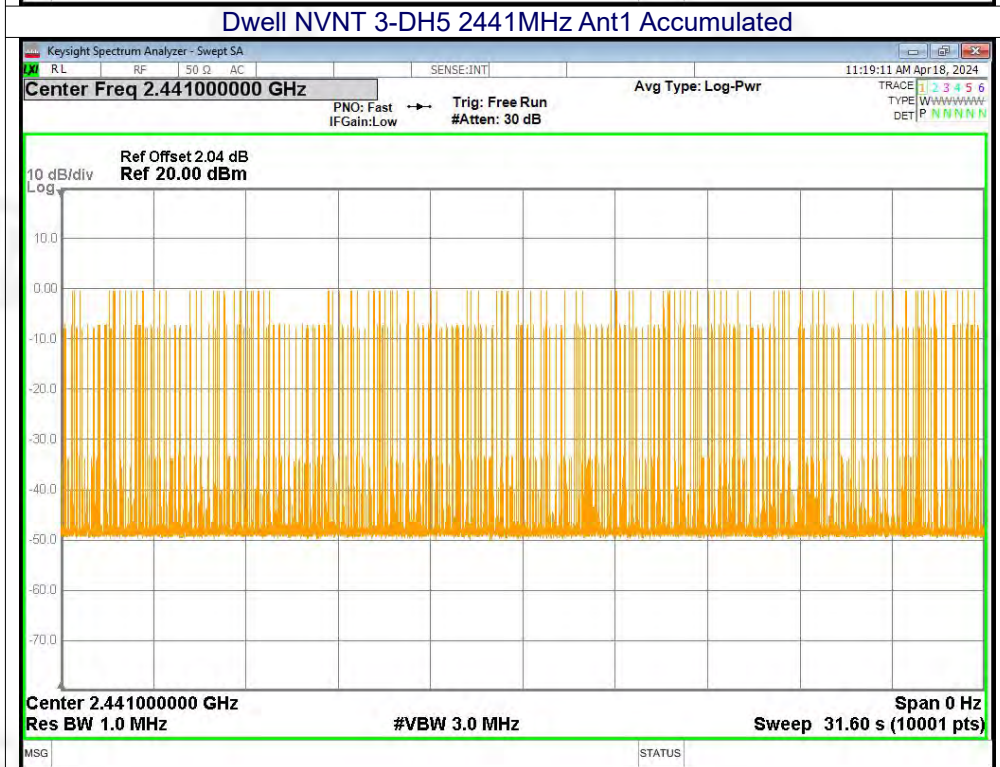 Dwell NVNT 3-DH5 2441MHz Ant1 Accumulated
Keysight Spectrum Analyzer - Swept SA
LXI RL RF 50 Ω AC SENSE:INT 11:19:11 AM Apr 18, 2024
Center Freq 2.441000000 GHz Avg Type: Log-Pwr TRACE 1 2 3 4 5 6
PNO: Fast Trig: Free Run TYPE WWWWWWW
IFGain:Low #Atten: 30 dB DET P N N N N N
Ref Offset 2.04 dB
10 dB/div Ref 20.00 dBm
Log
10.0
0.00
-10.0
-20.0
-30.0
-40.0
-50.0
-60.0
-70.0
Center 2.441000000 GHz Span 0 Hz
Res BW 1.0 MHz #VBW 3.0 MHz Sweep 31.60 s (10001 pts)
MSG STATUS